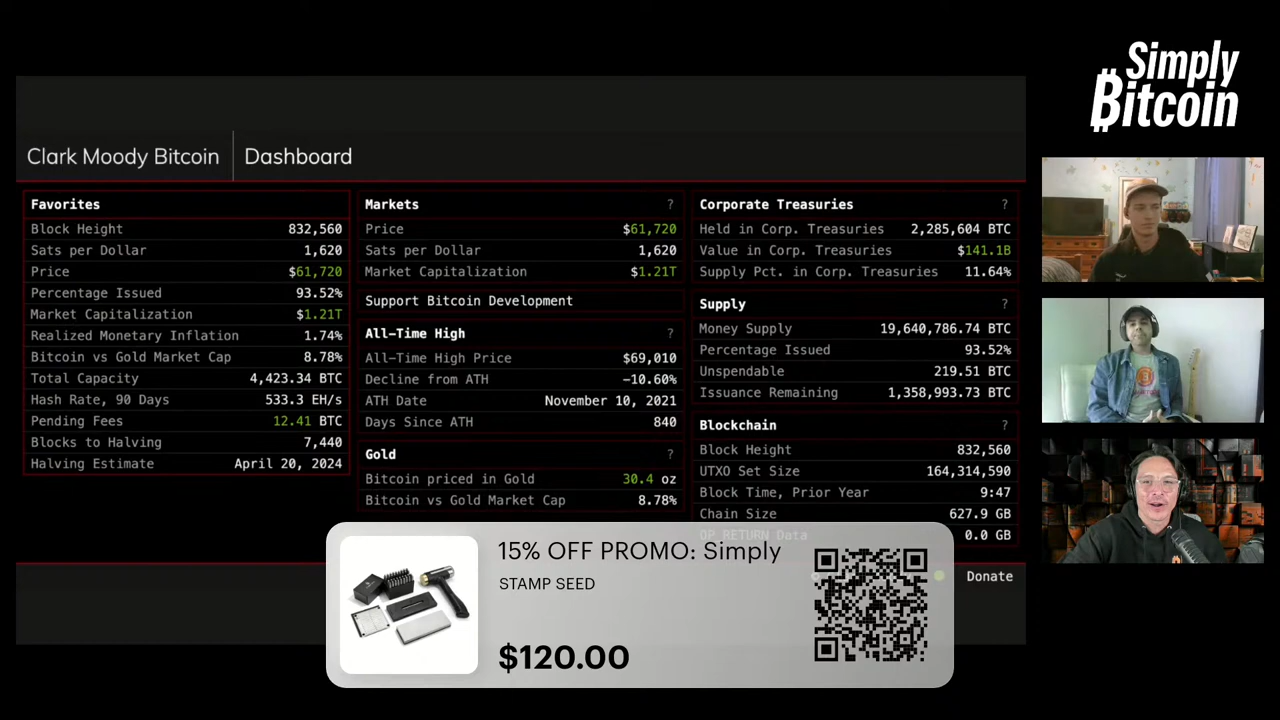 Simply
Bitcoin
Clark Moody Bitcoin
Dashboard
Favorites
Block Height 832,560
Sats per Dollar 1,620
Price $61,720
Percentage Issued 93.52%
Market Capitalization $1.21T
Realized Monetary Inflation 1.74%
Bitcoin vs Gold Market Cap 8.78%
Total Capacity 4,423.34 BTC
Hash Rate, 90 Days 533.3 EH/s
Pending Fees 12.41 BTC
Blocks to Halving 7,440
Halving Estimate April 20, 2024
Markets ?
Price $61,720
Sats per Dollar 1,620
Market Capitalization $1.21T
Support Bitcoin Development
All-Time High ?
All-Time High Price $69,010
Decline from ATH -10.60%
ATH Date November 10, 2021
Days Since ATH 840
Gold ?
Bitcoin priced in Gold 30.4 oz
Bitcoin vs Gold Market Cap 8.78%
Corporate Treasuries ?
Held in Corp. Treasuries 2,285,604 BTC
Value in Corp. Treasuries $141.1B
Supply Pct. in Corp. Treasuries 11.64%
Supply ?
Money Supply 19,640,786.74 BTC
Percentage Issued 93.52%
Unspendable 219.51 BTC
Issuance Remaining 1,358,993.73 BTC
Blockchain ?
Block Height 832,560
UTXO Set Size 164,314,590
Block Time, Prior Year 9:47
Chain Size 627.9 GB
OP_RETURN Data 0.0 GB
Donate
15% OFF PROMO: Simply
STAMP SEED
$120.00